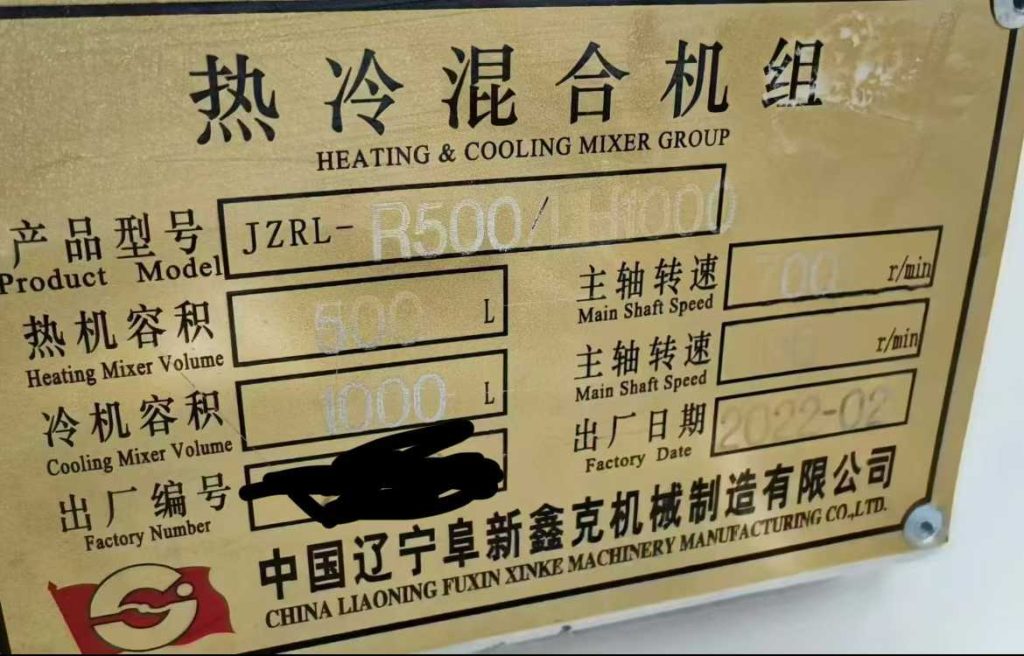 热冷混合机组
HEATING & COOLING MIXER GROUP
产品型号 JZRL-R500/LH1000
Product Model
热机容积 500 L
Heating Mixer Volume
主轴转速 700 r/min
Main Shaft Speed
冷机容积 1000 L
Cooling Mixer Volume
主轴转速 r/min
Main Shaft Speed
出厂编号
Factory Number
出厂日期 2022-02
Factory Date
中国辽宁阜新鑫克机械制造有限公司
CHINA LIAONING FUXIN XINKE MACHINERY MANUFACTURING CO.,LTD.